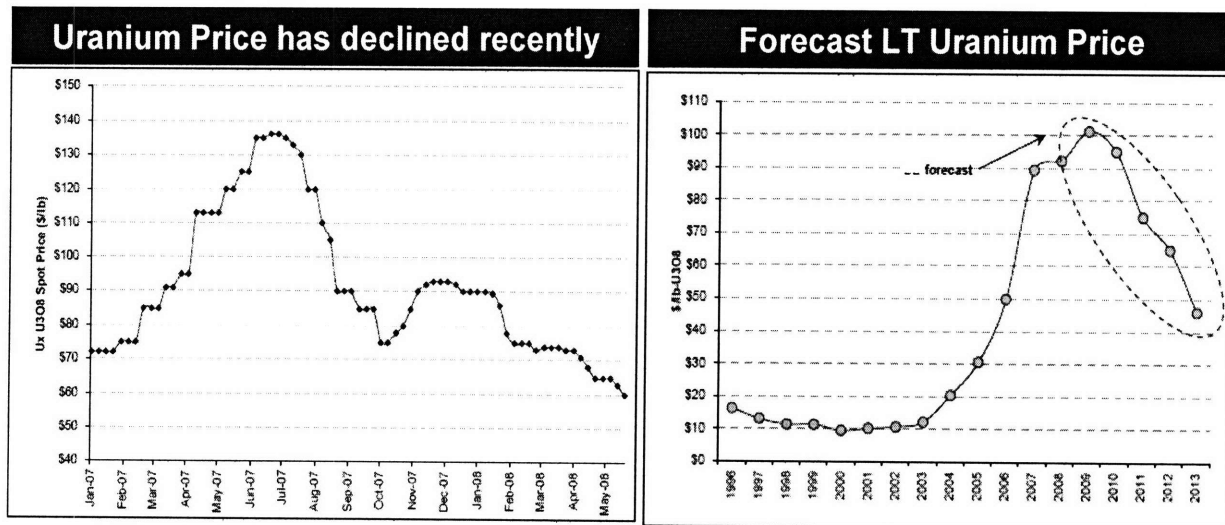 Uranium Price has declined recently
Ux U3O8 Spot Price ($/lb)
$150
$140
$130
$120
$110
$100
$90
$80
$70
$60
$50
$40
Jan-07
Feb-07
Mar-07
Apr-07
May-07
Jun-07
Jul-07
Aug-07
Sep-07
Oct-07
Nov-07
Dec-07
Jan-08
Feb-08
Mar-08
Apr-08
May-08
Forecast LT Uranium Price
$/lb-U3O8
$110
$100
$90
$80
$70
$60
$50
$40
$30
$20
$10
$0
forecast
1996
1997
1998
1999
2000
2001
2002
2003
2004
2005
2006
2007
2008
2009
2010
2011
2012
2013